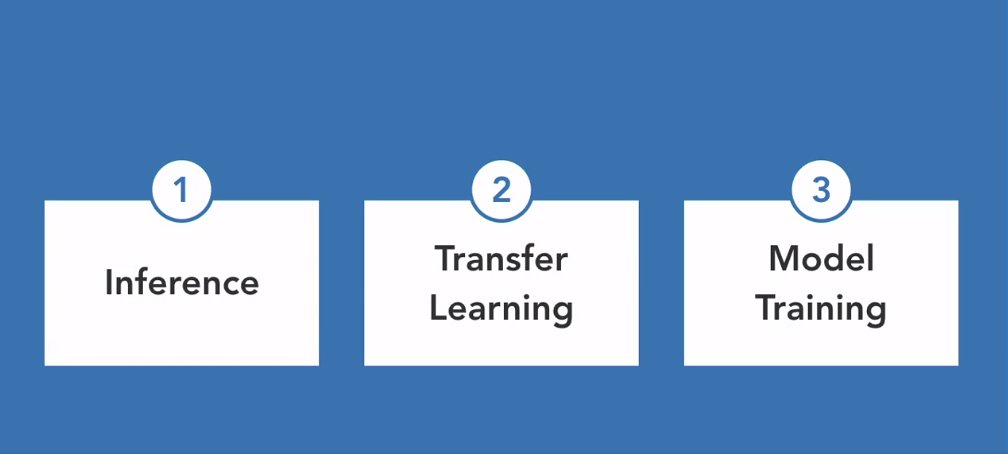 1
Inference
2
Transfer
Learning
3
Model
Training